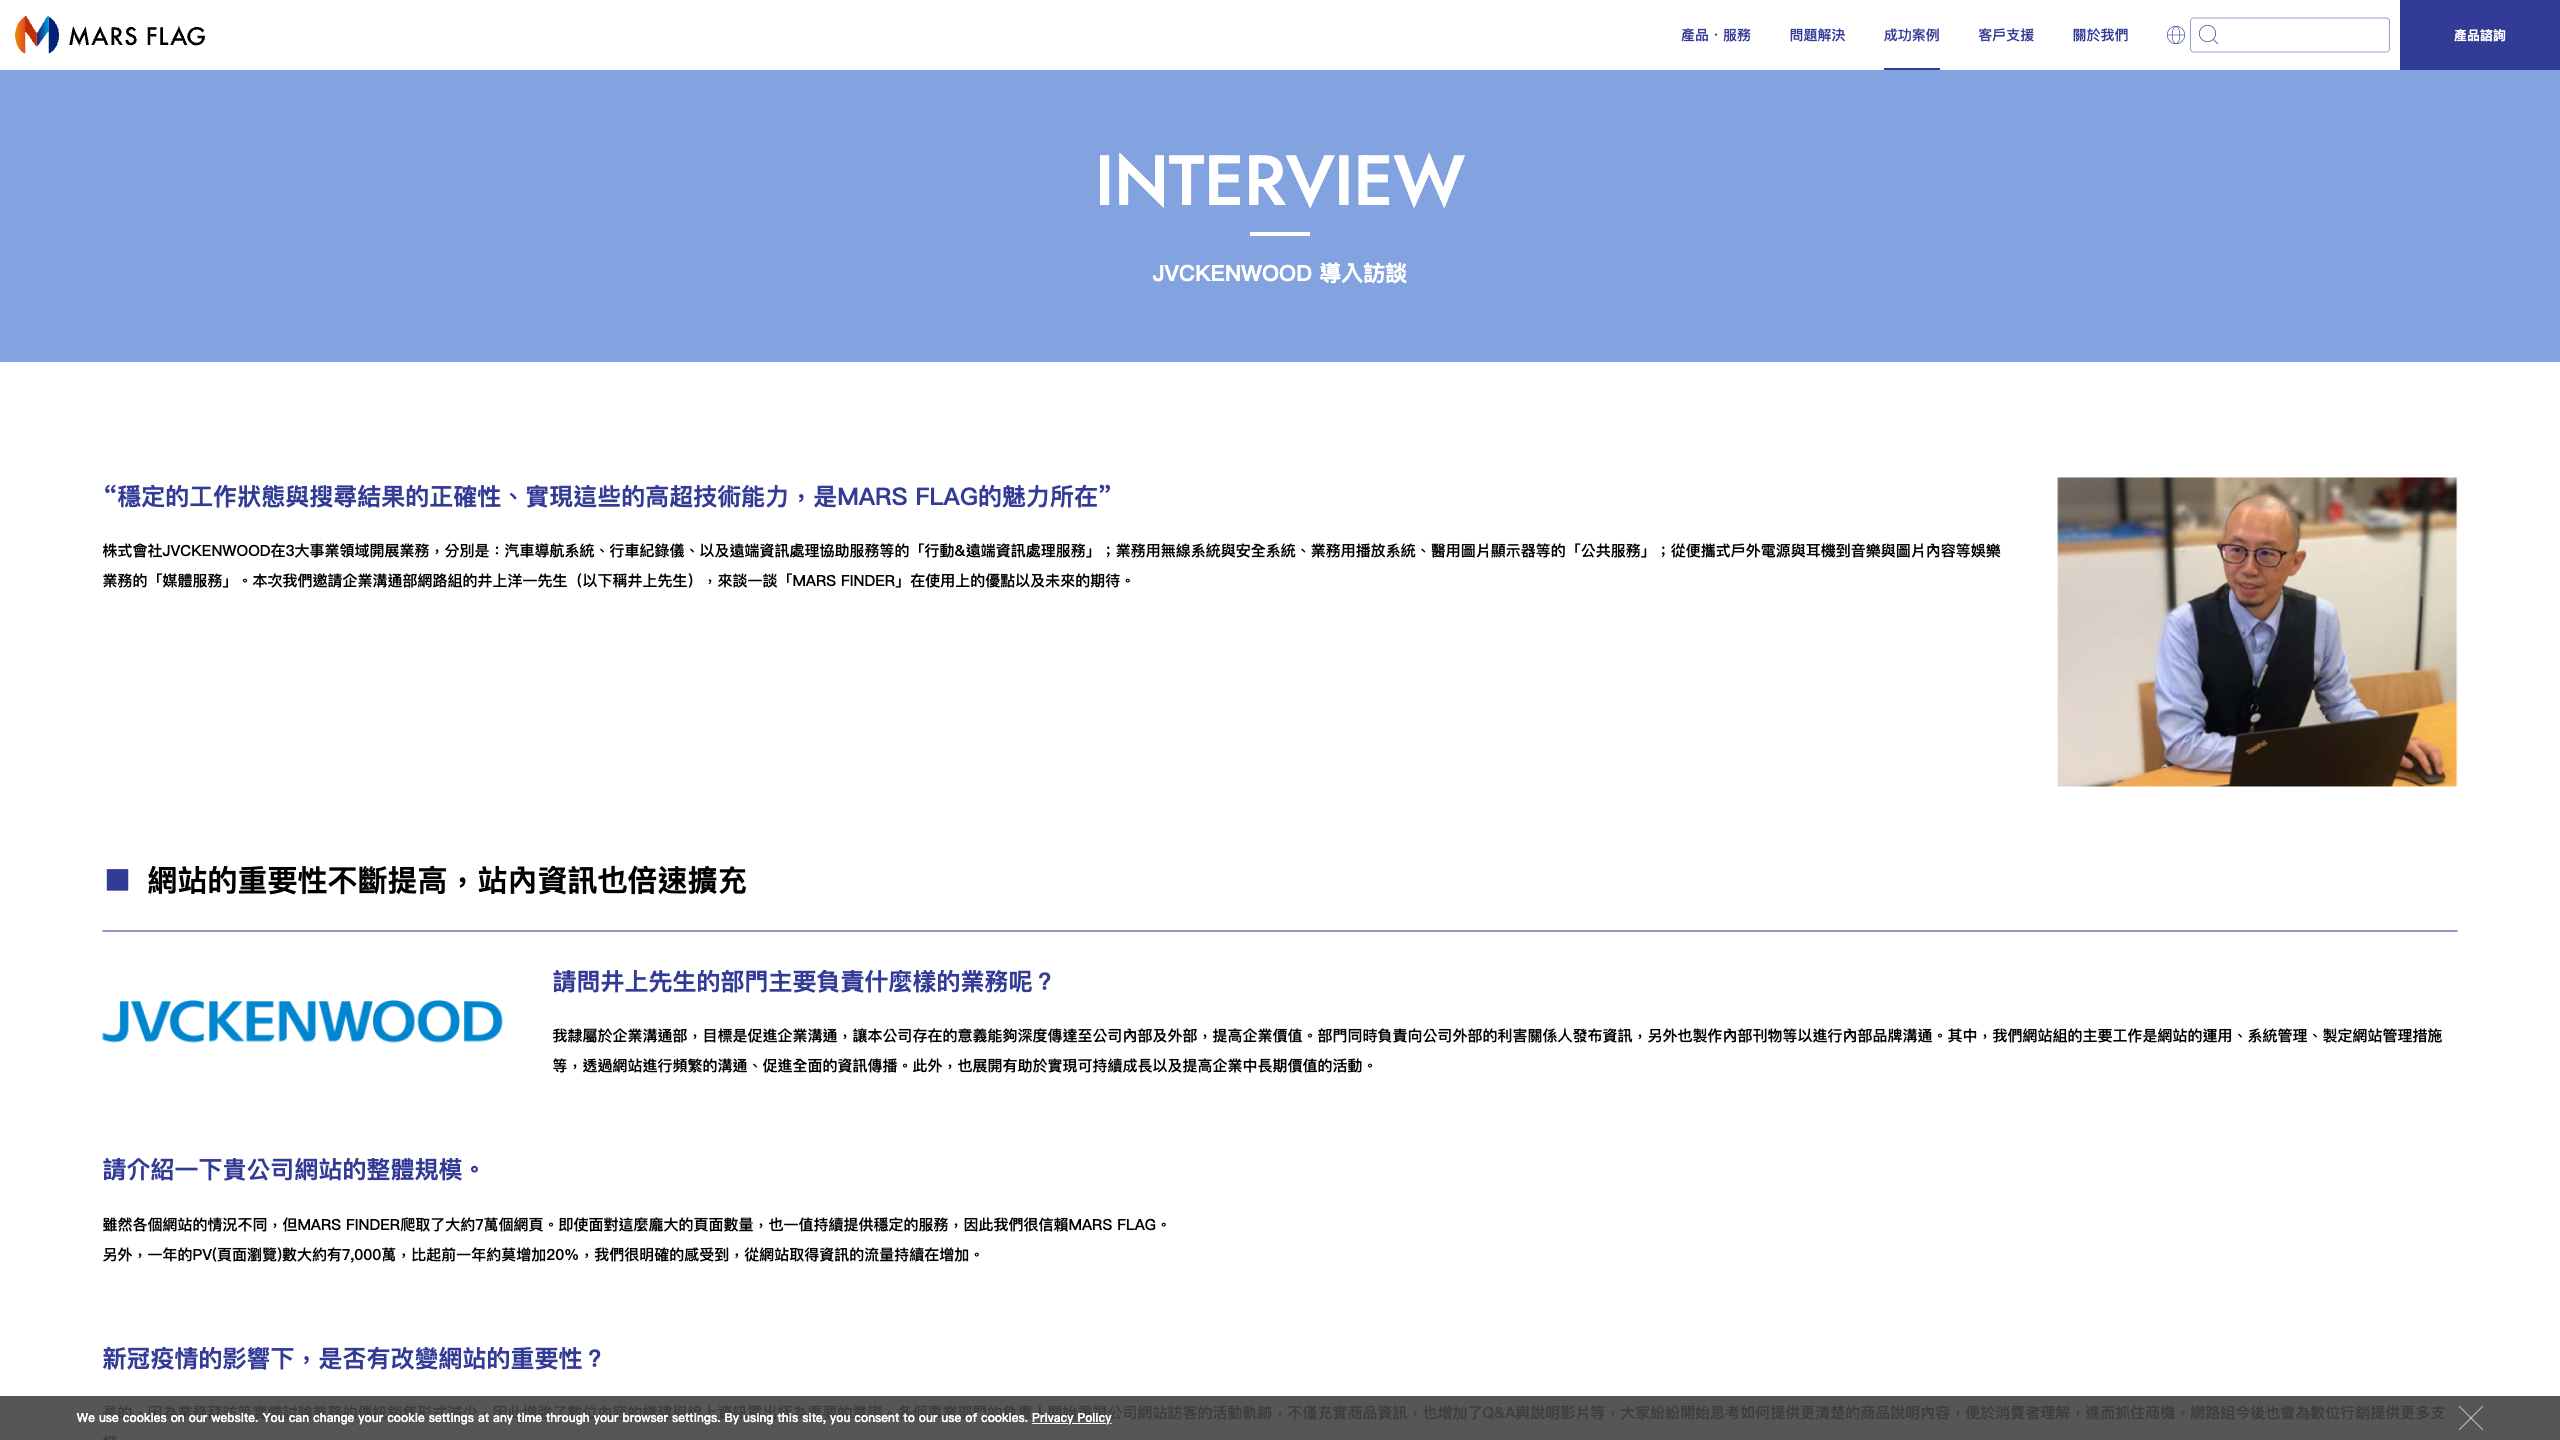 MARS FLAG
產品・服務
問題解決
成功案例
客戶支援
關於我們
產品諮詢
INTERVIEW
JVCKENWOOD 導入訪談
“穩定的工作狀態與搜尋結果的正確性、實現這些的高超技術能力，是MARS FLAG的魅力所在”
株式會社JVCKENWOOD在3大事業領域開展業務，分別是：汽車導航系統、行車紀錄儀、以及遠端資訊處理協助服務等的「行動&遠端資訊處理服務」；業務用無線系統與安全系統、業務用播放系統、醫用圖片顯示器等的「公共服務」；從便攜式戶外電源與耳機到音樂與圖片內容等娛樂
業務的「媒體服務」。本次我們邀請企業溝通部網路組的井上洋一先生（以下稱井上先生），來談一談「MARS FINDER」在使用上的優點以及未來的期待。
ThinkPad
■ 網站的重要性不斷提高，站內資訊也倍速擴充
JVCKENWOOD
請問井上先生的部門主要負責什麼樣的業務呢？
我隸屬於企業溝通部，目標是促進企業溝通，讓本公司存在的意義能夠深度傳達至公司內部及外部，提高企業價值。部門同時負責向公司外部的利害關係人發布資訊，另外也製作內部刊物等以進行內部品牌溝通。其中，我們網站組的主要工作是網站的運用、系統管理、製定網站管理措施
等，透過網站進行頻繁的溝通、促進全面的資訊傳播。此外，也展開有助於實現可持續成長以及提高企業中長期價值的活動。
請介紹一下貴公司網站的整體規模。
雖然各個網站的情況不同，但MARS FINDER爬取了大約7萬個網頁。即使面對這麼龐大的頁面數量，也一值持續提供穩定的服務，因此我們很信賴MARS FLAG。
另外，一年的PV(頁面瀏覽)數大約有7,000萬，比起前一年約莫增加20%，我們很明確的感受到，從網站取得資訊的流量持續在增加。
新冠疫情的影響下，是否有改變網站的重要性？
公司網站訪客的活動軌跡，不僅充實商品資訊，也增加了Q&A與說明影片等，大家紛紛開始思考如何提供更清楚的商品說明內容，便於消費者理解，進而抓住商機。網路組今後也會為數位行銷提供更多支
We use cookies on our website. You can change your cookie settings at any time through your browser settings. By using this site, you consent to our use of cookies. Privacy Policy